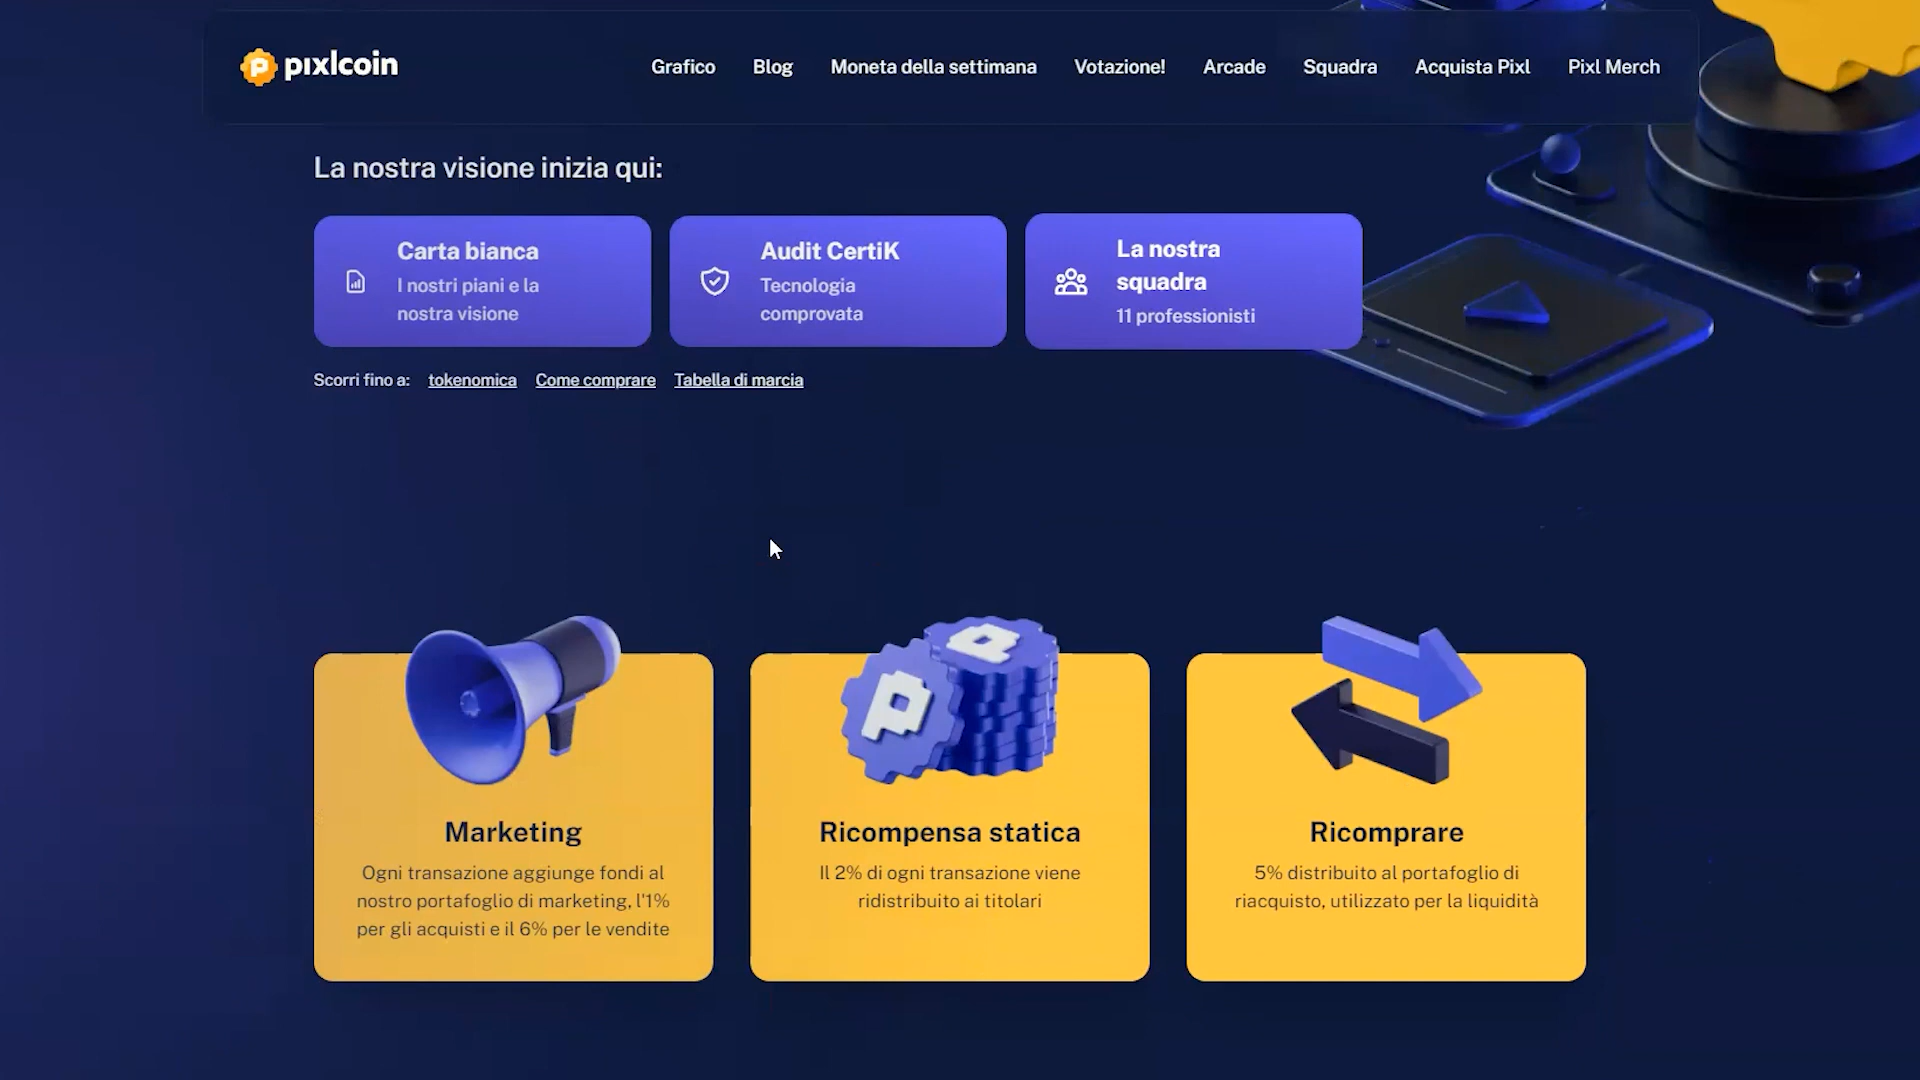 pixlcoin
Grafico
Blog
Moneta della settimana
Votazione!
Arcade
Squadra
Acquista Pixl
Pixl Merch
La nostra visione inizia qui:
Carta bianca
I nostri piani e la
nostra visione
Audit CertiK
Tecnologia
comprovata
La nostra
squadra
11 professionisti
Scorri fino a: tokenomica Come comprare Tabella di marcia
Marketing
Ogni transazione aggiunge fondi al
nostro portafoglio di marketing, l'1%
per gli acquisti e il 6% per le vendite
Ricompensa statica
Il 2% di ogni transazione viene
ridistribuito ai titolari
Ricomprare
5% distribuito al portafoglio di
riacquisto, utilizzato per la liquidità